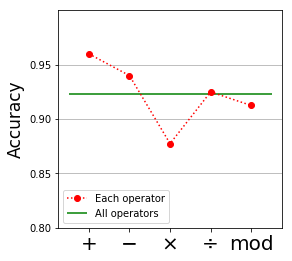 Accuracy
0.95
0.90
0.85
0.80
Each operator
All operators
+ − × ÷ mod